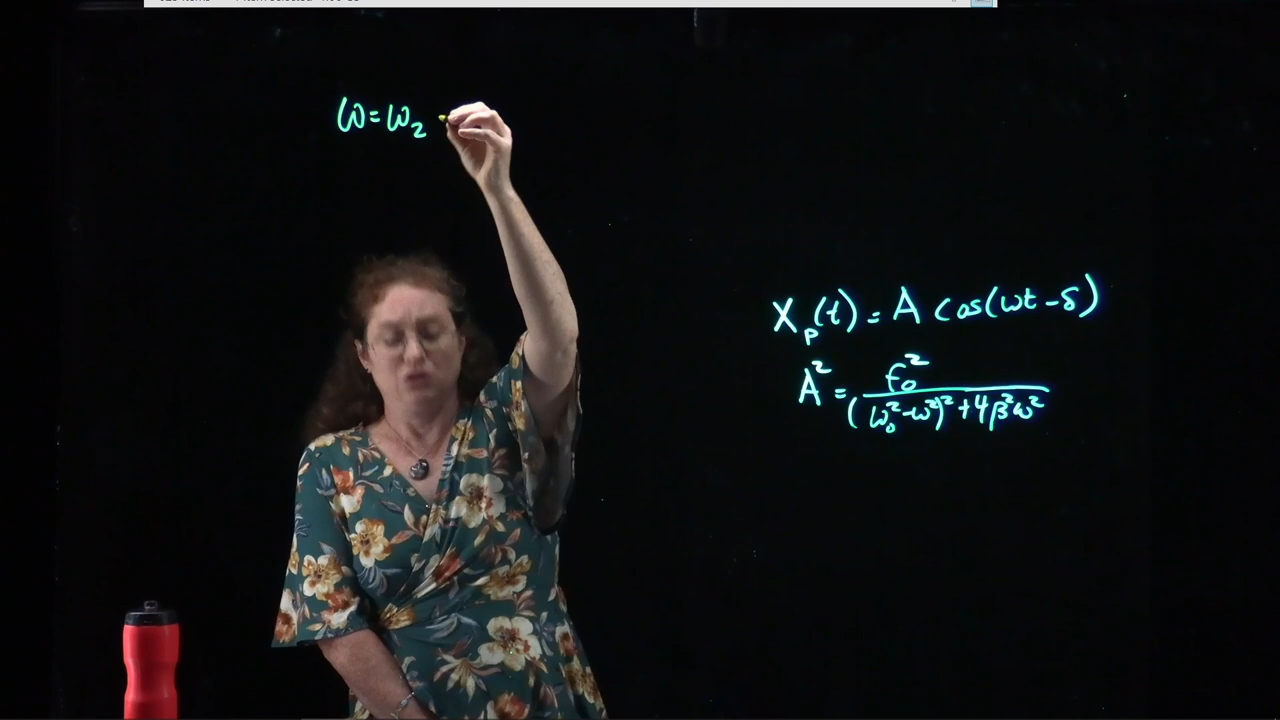 ω = ω₂
xₚ(t) = A cos(ωt - δ)
A² = f₀² / ((ω₀² - ω²)² + 4β²ω²)